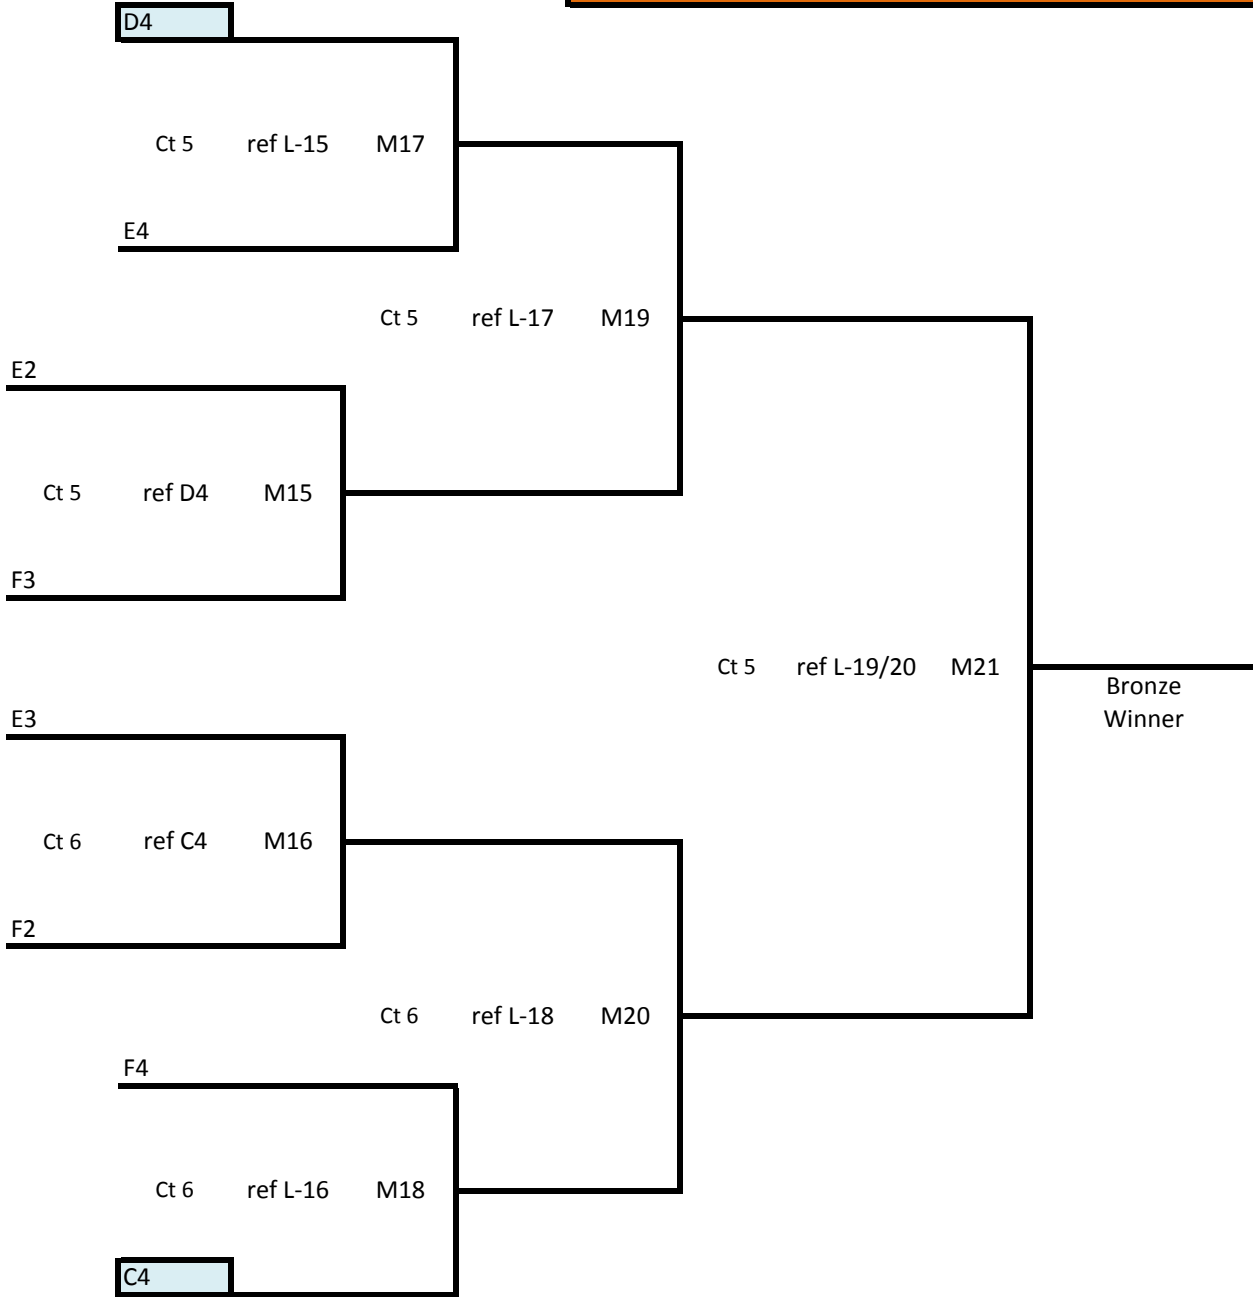 D4
Ct 5 ref L-15 M17
E4
Ct 5 ref L-17 M19
E2
Ct 5 ref D4 M15
F3
Ct 5 ref L-19/20 M21
Bronze
Winner
E3
Ct 6 ref C4 M16
F2
Ct 6 ref L-18 M20
F4
Ct 6 ref L-16 M18
C4